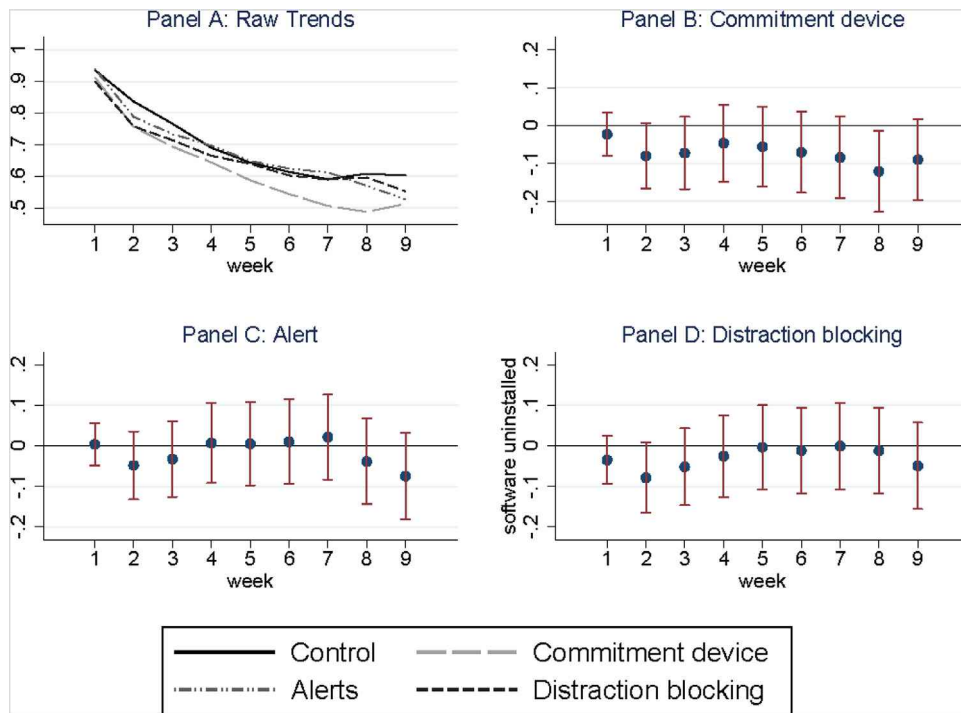 Panel A: Raw Trends
1
.9
.8
.7
.6
.5
1 2 3 4 5 6 7 8 9
week
Panel B: Commitment device
.2
.1
0
-.1
-.2
1 2 3 4 5 6 7 8 9
week
Panel C: Alert
.2
.1
0
-.1
-.2
1 2 3 4 5 6 7 8 9
week
Panel D: Distraction blocking
software uninstalled
.2
.1
0
-.1
-.2
1 2 3 4 5 6 7 8 9
week
Control
Commitment device
Alerts
Distraction blocking